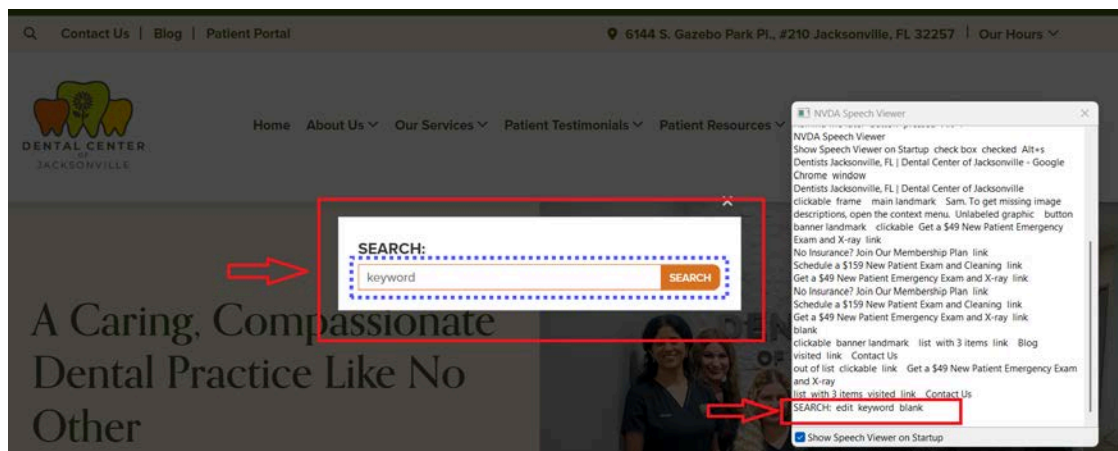 Contact Us | Blog | Patient Portal
6144 S. Gazebo Park Pl., #210 Jacksonville, FL 32257 | Our Hours
DENTAL CENTER
OF
JACKSONVILLE
Home About Us Our Services Patient Testimonials Patient Resources
SEARCH:
keyword
SEARCH
A Caring, Compassionate
Dental Practice Like No
Other
DEN
OF
NVDA Speech Viewer
NVDA Speech Viewer
Show Speech Viewer on Startup check box checked Alt+s
Dentists Jacksonville, FL | Dental Center of Jacksonville - Google
Chrome window
Dentists Jacksonville, FL | Dental Center of Jacksonville
clickable frame main landmark Sam. To get missing image
descriptions, open the context menu. Unlabeled graphic button
banner landmark clickable Get a $49 New Patient Emergency
Exam and X-ray link
No Insurance? Join Our Membership Plan link
Schedule a $159 New Patient Exam and Cleaning link
Get a $49 New Patient Emergency Exam and X-ray link
No Insurance? Join Our Membership Plan link
Schedule a $159 New Patient Exam and Cleaning link
Get a $49 New Patient Emergency Exam and X-ray link
blank
clickable banner landmark list with 3 items link Blog
visited link Contact Us
out of list clickable link Get a $49 New Patient Emergency Exam
and X-ray
list with 3 items visited link Contact Us
SEARCH: edit keyword blank
Show Speech Viewer on Startup